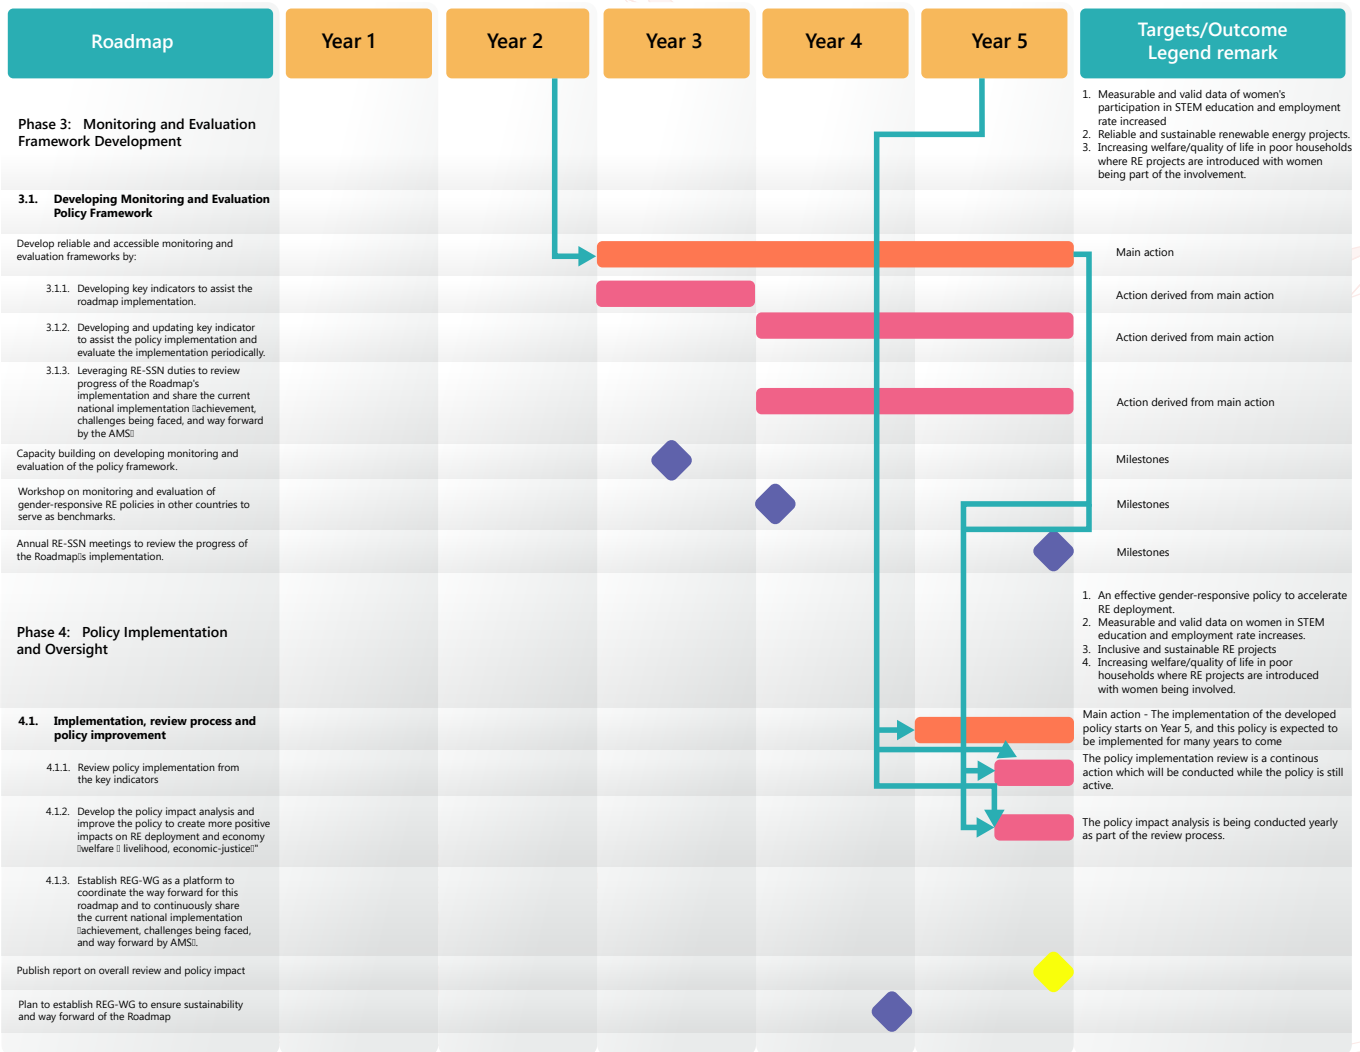 Roadmap
Year 1
Year 2
Year 3
Year 4
Year 5
Targets/Outcome
Legend remark
Phase 3: Monitoring and Evaluation
Framework Development
1. Measurable and valid data of women's
participation in STEM education and employment
rate increased
2. Reliable and sustainable renewable energy projects.
3. Increasing welfare/quality of life in poor households
where RE projects are introduced with women
being part of the involvement.
3.1. Developing Monitoring and Evaluation
Policy Framework
Develop reliable and accessible monitoring and
evaluation frameworks by:
Main action
3.1.1. Developing key indicators to assist the
roadmap implementation.
Action derived from main action
3.1.2. Developing and updating key indicator
to assist the policy implementation and
evaluate the implementation periodically.
Action derived from main action
3.1.3. Leveraging RE-SSN duties to review
progress of the Roadmap's
implementation and share the current
national implementation ▯achievement,
challenges being faced, and way forward
by the AMS▯
Action derived from main action
Capacity building on developing monitoring and
evaluation of the policy framework.
Milestones
Workshop on monitoring and evaluation of
gender-responsive RE policies in other countries to
serve as benchmarks.
Milestones
Annual RE-SSN meetings to review the progress of
the Roadmap▯s implementation.
Milestones
Phase 4: Policy Implementation
and Oversight
1. An effective gender-responsive policy to accelerate
RE deployment.
2. Measurable and valid data on women in STEM
education and employment rate increases.
3. Inclusive and sustainable RE projects
4. Increasing welfare/quality of life in poor
households where RE projects are introduced
with women being involved.
4.1. Implementation, review process and
policy improvement
Main action - The implementation of the developed
policy starts on Year 5, and this policy is expected to
be implemented for many years to come
4.1.1. Review policy implementation from
the key indicators
The policy implementation review is a continous
action which will be conducted while the policy is still
active.
4.1.2. Develop the policy impact analysis and
improve the policy to create more positive
impacts on RE deployment and economy
▯welfare ▯ livelihood, economic-justice▯"
The policy impact analysis is being conducted yearly
as part of the review process.
4.1.3. Establish REG-WG as a platform to
coordinate the way forward for this
roadmap and to continuously share
the current national implementation
▯achievement, challenges being faced,
and way forward by AMS▯.
Publish report on overall review and policy impact
Plan to establish REG-WG to ensure sustainability
and way forward of the Roadmap